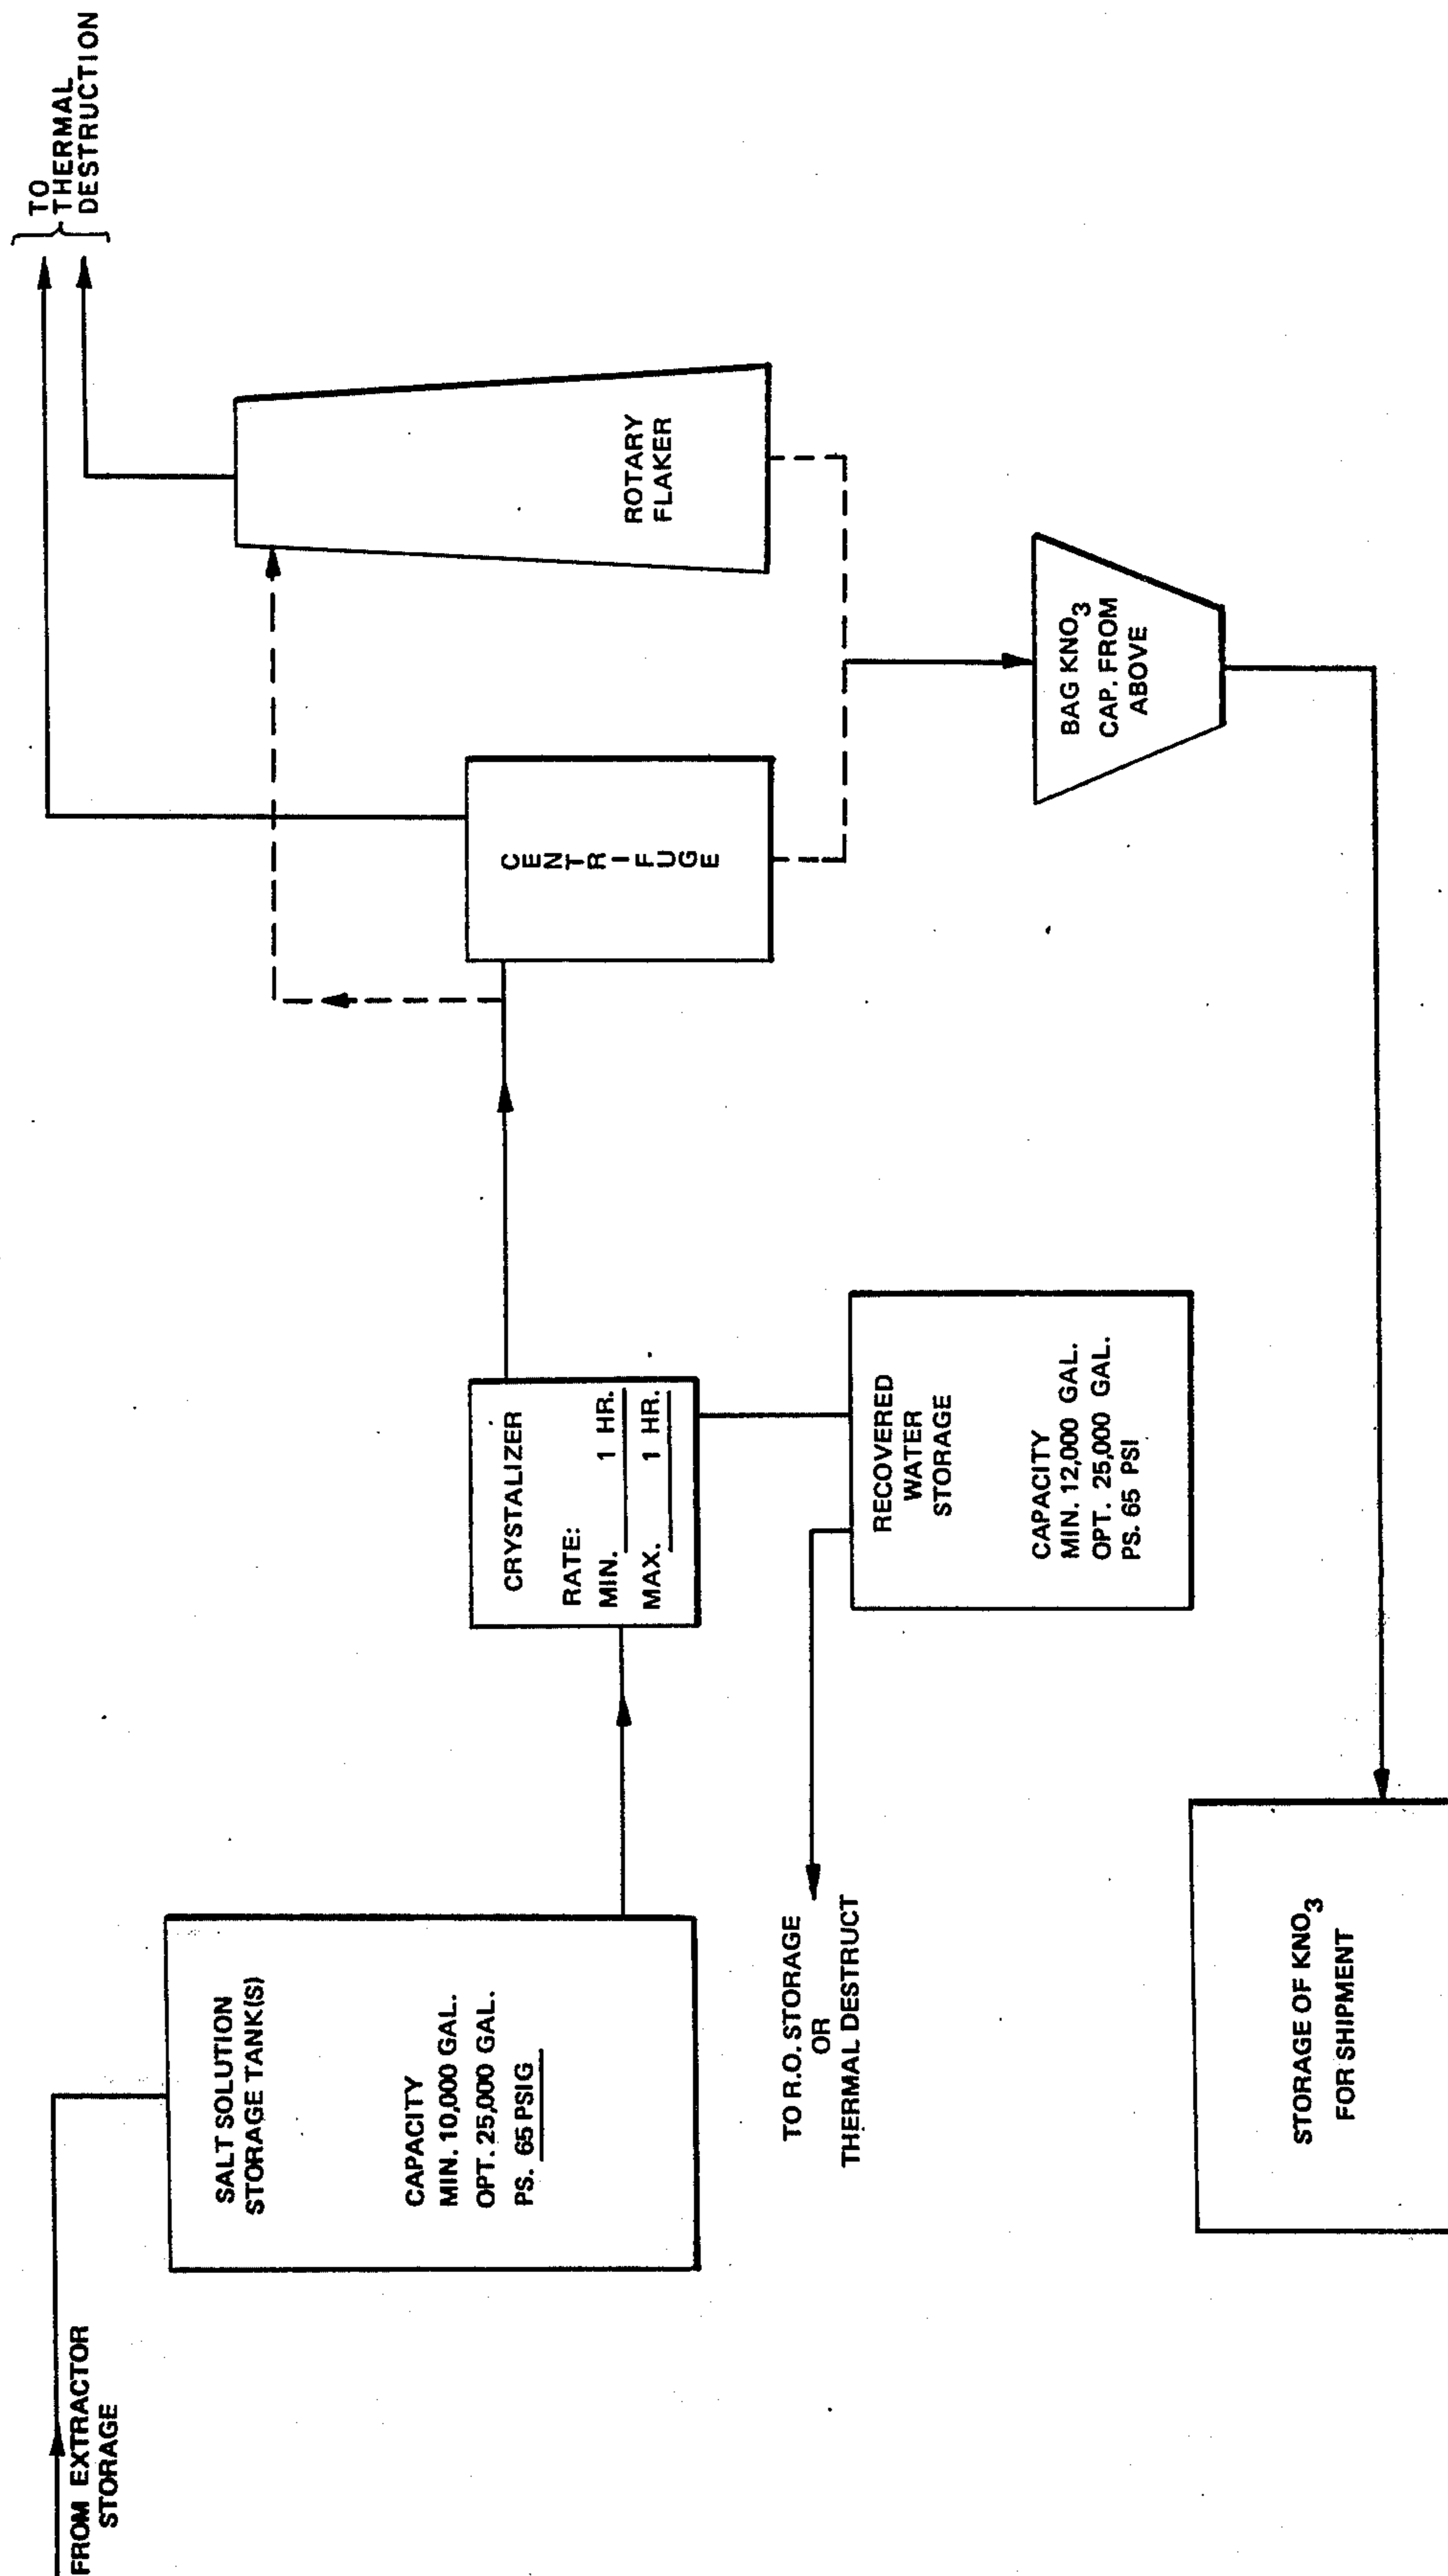 FROM EXTRACTOR
STORAGE
SALT SOLUTION
STORAGE TANK(S)
CAPACITY
MIN. 10,000 GAL.
OPT. 25,000 GAL.
PS. 65 PSIG
CRYSTALIZER
RATE:
MIN. 1 HR.
MAX. 1 HR.
CENTRIFUGE
ROTARY
FLAKER
TO
THERMAL
DESTRUCTION
TO R.O. STORAGE
OR
THERMAL DESTRUCT
RECOVERED
WATER
STORAGE
CAPACITY
MIN. 12,000 GAL.
OPT. 25,000 GAL.
PS. 65 PSI
BAG KNO3
CAP. FROM
ABOVE
STORAGE OF KNO3
FOR SHIPMENT